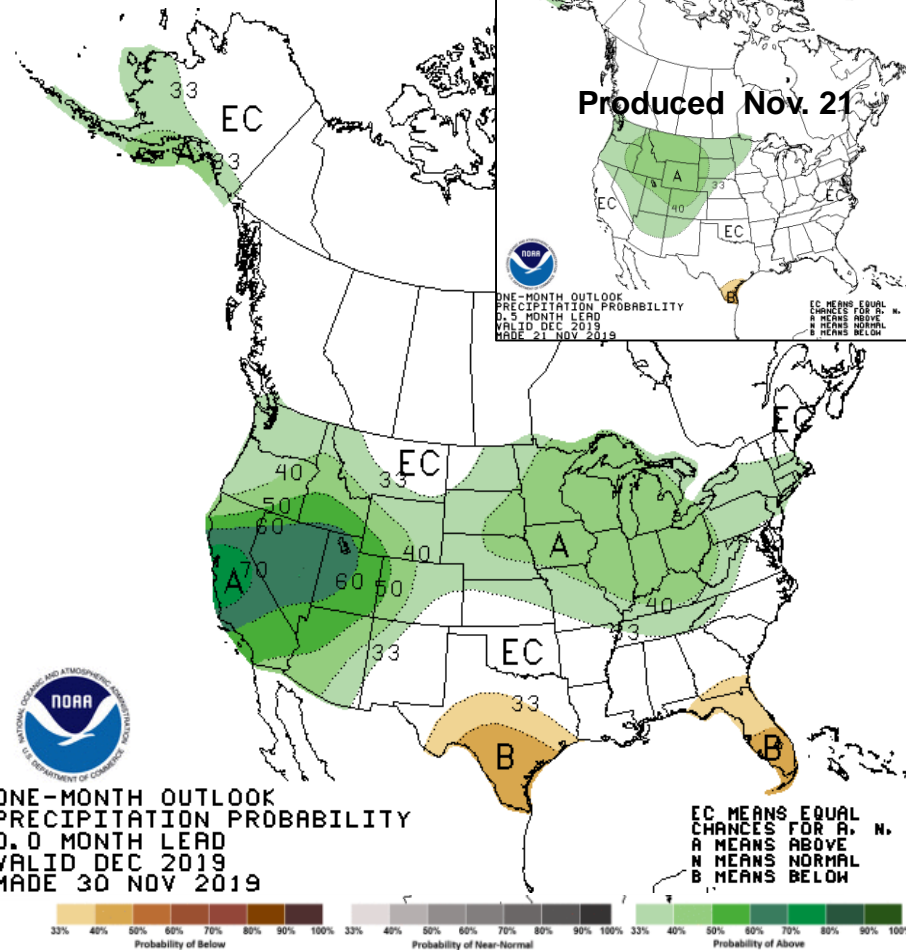 Produced Nov. 21
A
33
40
EC
EC
EC
B
NOAA
ONE-MONTH OUTLOOK
PRECIPITATION PROBABILITY
0.5 MONTH LEAD
VALID DEC 2019
MADE 21 NOV 2019
EC MEANS EQUAL
CHANCES FOR A, N,
A MEANS ABOVE
N MEANS NORMAL
B MEANS BELOW
33
EC
A
33
EC
EC
33
40
50
60
70
A
60
50
40
A
40
33
33
EC
33
B
B
NATIONAL OCEANIC AND ATMOSPHERIC ADMINISTRATION
NOAA
U.S. DEPARTMENT OF COMMERCE
ONE-MONTH OUTLOOK
PRECIPITATION PROBABILITY
0.0 MONTH LEAD
VALID DEC 2019
MADE 30 NOV 2019
EC MEANS EQUAL
CHANCES FOR A, N,
A MEANS ABOVE
N MEANS NORMAL
B MEANS BELOW
33% 40% 50% 60% 70% 80% 90% 100%
Probability of Below
33% 40% 50% 60% 70% 80% 90% 100%
Probability of Near-Normal
33% 40% 50% 60% 70% 80% 90% 100%
Probability of Above